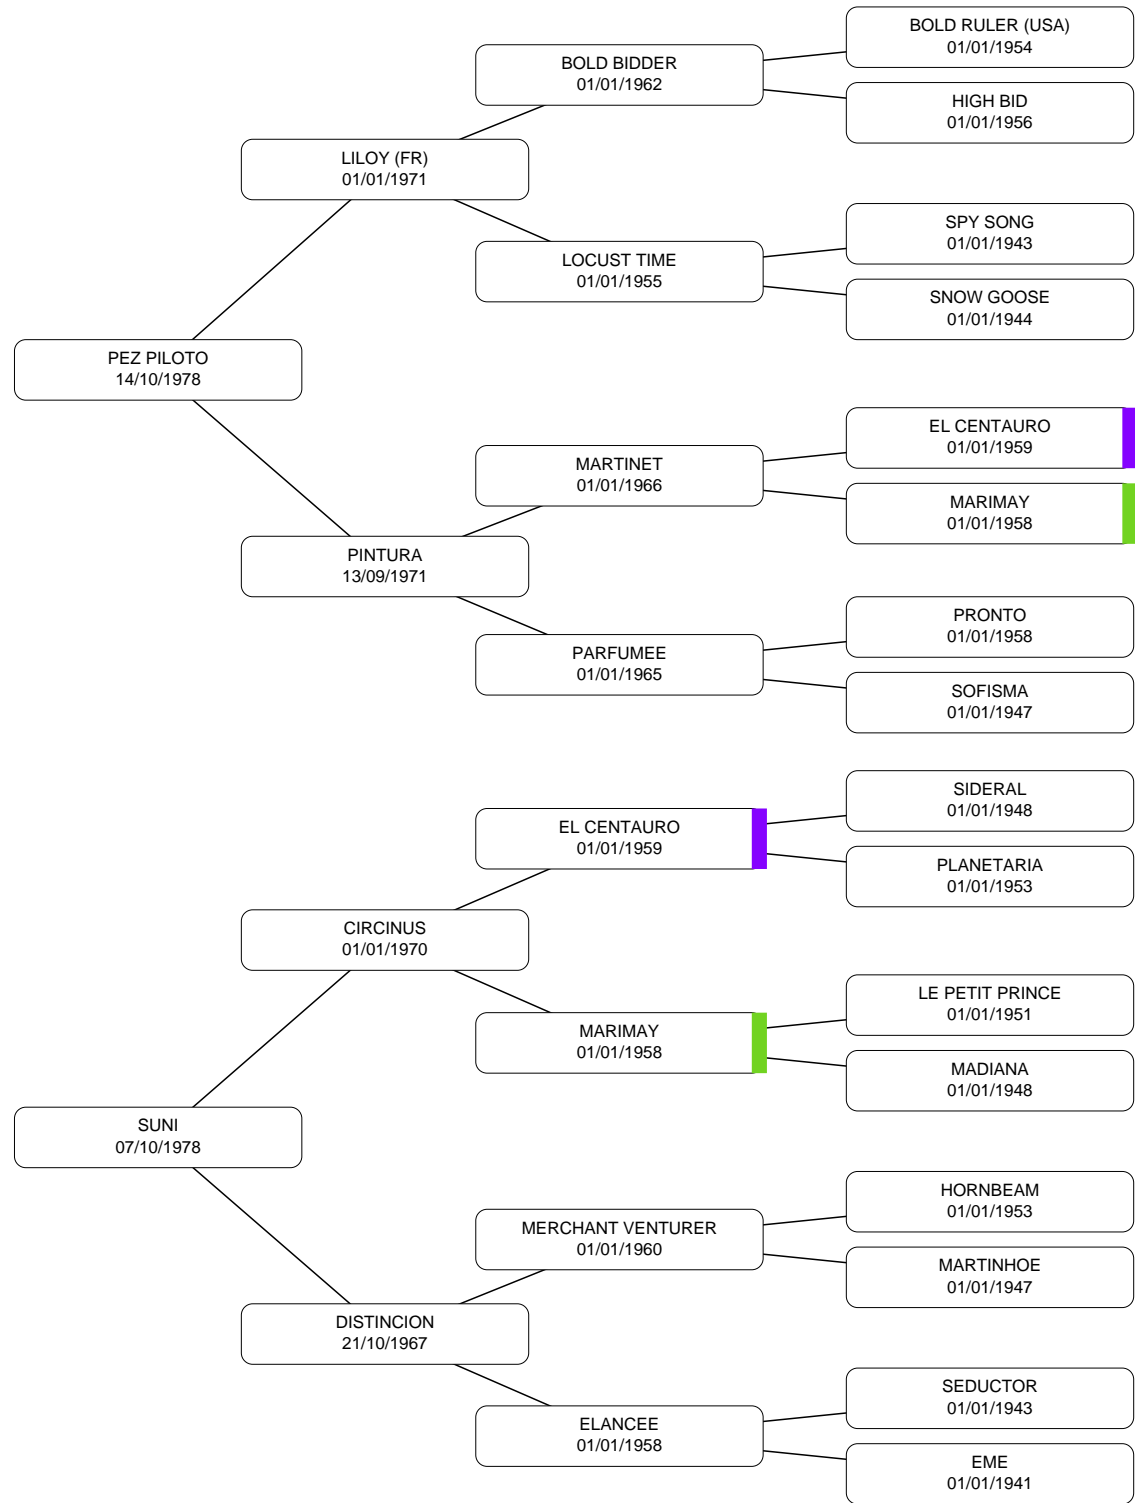 BOLD RULER (USA)
01/01/1954
BOLD BIDDER
01/01/1962
HIGH BID
01/01/1956
LILOY (FR)
01/01/1971
SPY SONG
01/01/1943
LOCUST TIME
01/01/1955
SNOW GOOSE
01/01/1944
PEZ PILOTO
14/10/1978
EL CENTAURO
01/01/1959
MARTINET
01/01/1966
MARIMAY
01/01/1958
PINTURA
13/09/1971
PRONTO
01/01/1958
PARFUMEE
01/01/1965
SOFISMA
01/01/1947
SIDERAL
01/01/1948
EL CENTAURO
01/01/1959
PLANETARIA
01/01/1953
CIRCINUS
01/01/1970
LE PETIT PRINCE
01/01/1951
MARIMAY
01/01/1958
MADIANA
01/01/1948
SUNI
07/10/1978
HORNBEAM
01/01/1953
MERCHANT VENTURER
01/01/1960
MARTINHOE
01/01/1947
DISTINCION
21/10/1967
SEDUCTOR
01/01/1943
ELANCEE
01/01/1958
EME
01/01/1941